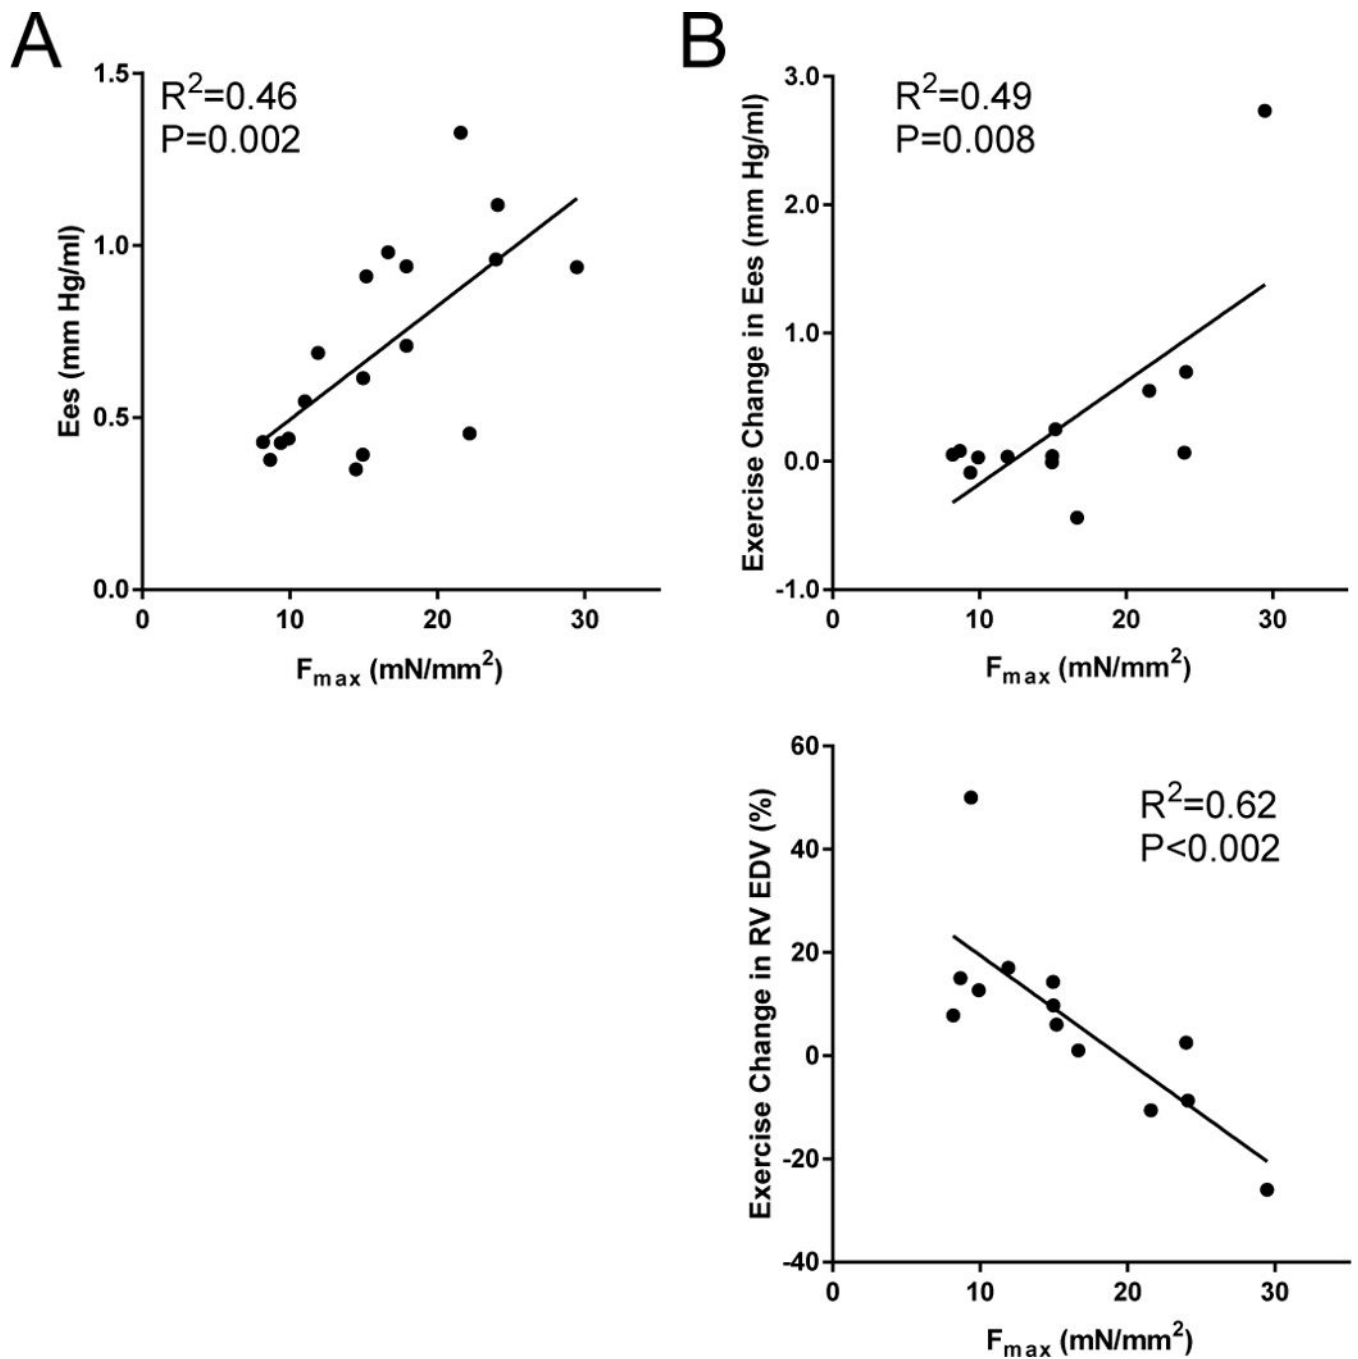 A
1.5
1.0
0.5
0.0
Ees (mm Hg/ml)
R²=0.46
P=0.002
0 10 20 30
Fmax (mN/mm²)
B
3.0
2.0
1.0
0.0
-1.0
Exercise Change in Ees (mm Hg/ml)
R²=0.49
P=0.008
0 10 20 30
Fmax (mN/mm²)
60
40
20
0
-20
-40
Exercise Change in RV EDV (%)
R²=0.62
P<0.002
0 10 20 30
Fmax (mN/mm²)